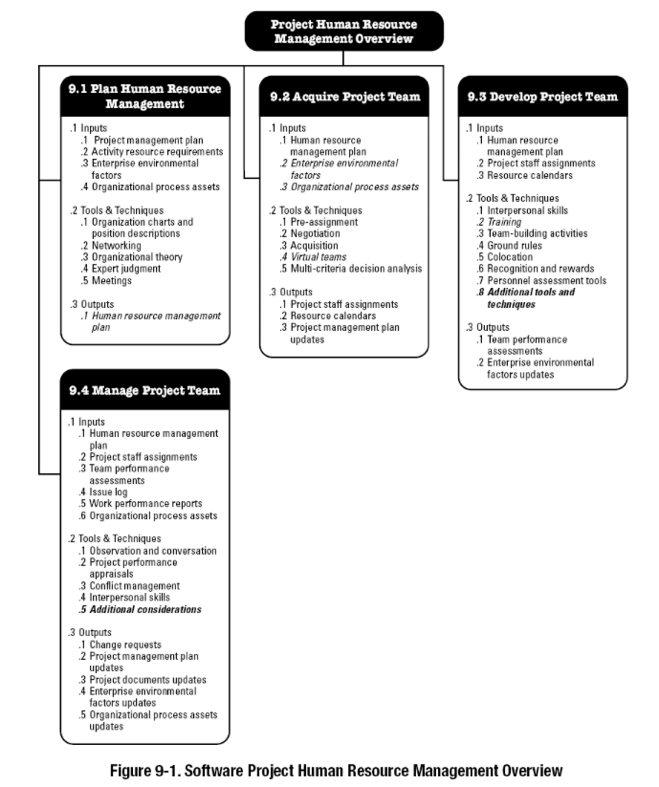 Project Human Resource
Management Overview
9.1 Plan Human Resource
Management
.1 Inputs
.1 Project management plan
.2 Activity resource requirements
.3 Enterprise environmental
factors
.4 Organizational process assets
.2 Tools & Techniques
.1 Organization charts and
position descriptions
.2 Networking
.3 Organizational theory
.4 Expert judgment
.5 Meetings
.3 Outputs
.1 Human resource management
plan
9.2 Acquire Project Team
.1 Inputs
.1 Human resource
management plan
.2 Enterprise environmental
factors
.3 Organizational process assets
.2 Tools & Techniques
.1 Pre-assignment
.2 Negotiation
.3 Acquisition
.4 Virtual teams
.5 Multi-criteria decision analysis
.3 Outputs
.1 Project staff assignments
.2 Resource calendars
.3 Project management plan
updates
9.3 Develop Project Team
.1 Inputs
.1 Human resource
management plan
.2 Project staff assignments
.3 Resource calendars
.2 Tools & Techniques
.1 Interpersonal skills
.2 Training
.3 Team-building activities
.4 Ground rules
.5 Colocation
.6 Recognition and rewards
.7 Personnel assessment tools
.8 Additional tools and
techniques
.3 Outputs
.1 Team performance
assessments
.2 Enterprise environmental
factors updates
9.4 Manage Project Team
.1 Inputs
.1 Human resource management
plan
.2 Project staff assignments
.3 Team performance
assessments
.4 Issue log
.5 Work performance reports
.6 Organizational process assets
.2 Tools & Techniques
.1 Observation and conversation
.2 Project performance
appraisals
.3 Conflict management
.4 Interpersonal skills
.5 Additional considerations
.3 Outputs
.1 Change requests
.2 Project management plan
updates
.3 Project documents updates
.4 Enterprise environmental
factors updates
.5 Organizational process assets
updates
Figure 9-1. Software Project Human Resource Management Overview